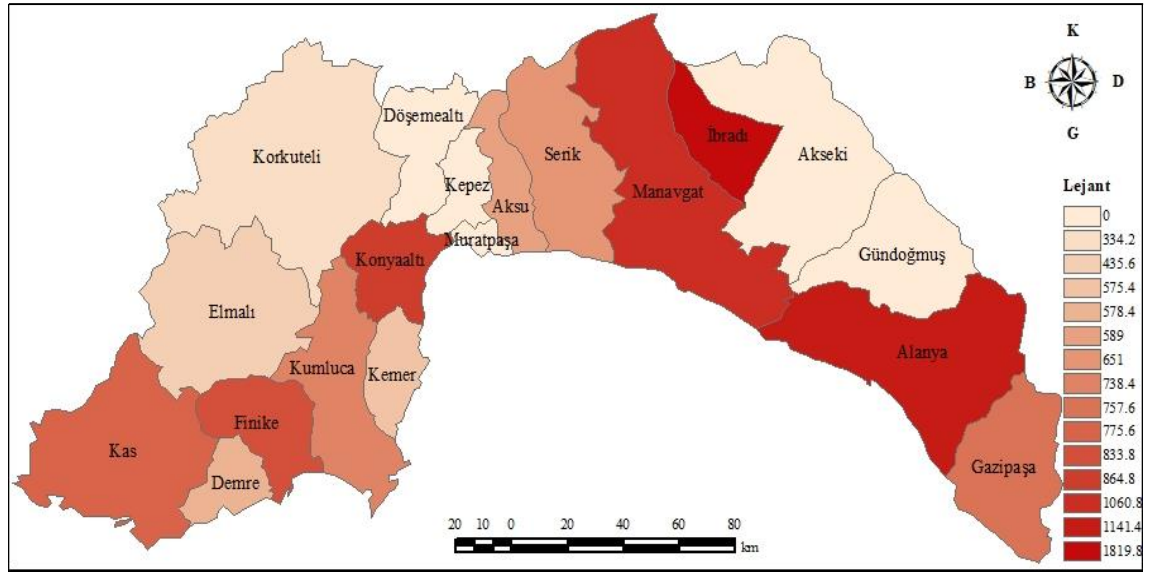 K
B D
G
Döşemealtı
Korkuteli
Kepez
Serik
Aksu
İbradı
Akseki
Manavgat
Muratpaşa
Konyaaltı
Gündoğmuş
Elmalı
Kumluca
Kemer
Alanya
Finike
Kas
Demre
Gazipaşa
Lejant
0
334.2
435.6
575.4
578.4
589
651
738.4
757.6
775.6
833.8
864.8
1060.8
1141.4
1819.8
20 10 0 20 40 60 80
km